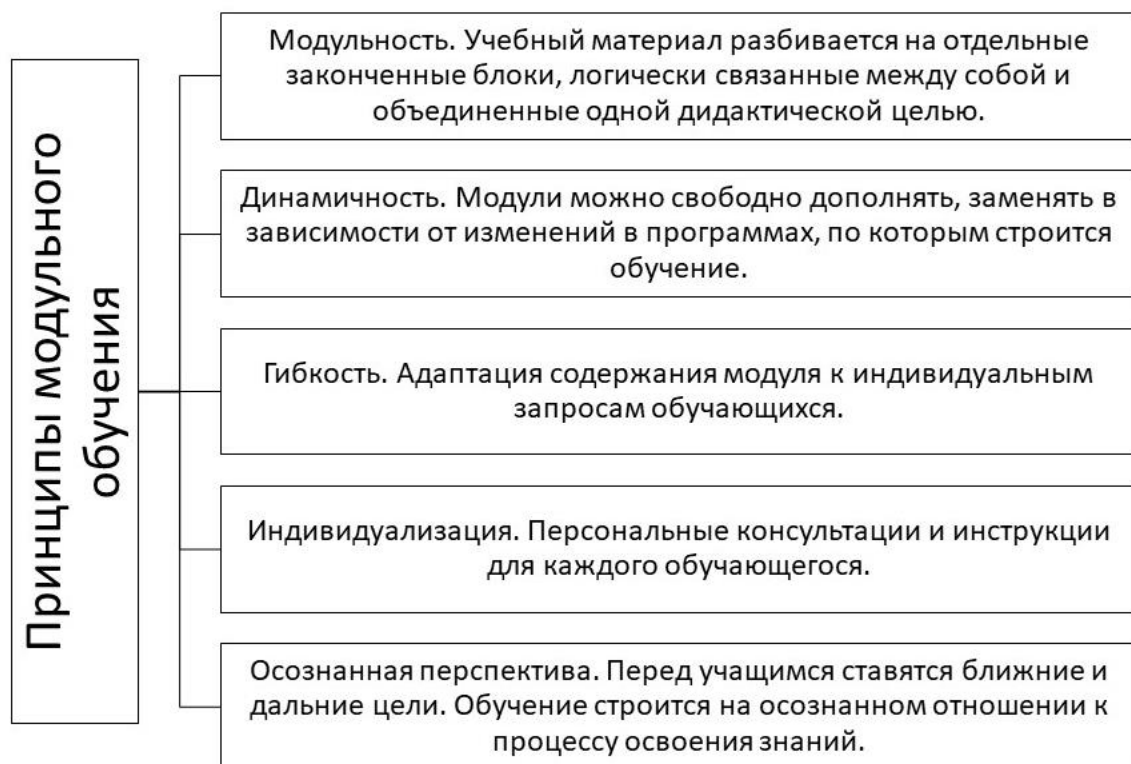 Принципы модульного
обучения
Модульность. Учебный материал разбивается на отдельные
законченные блоки, логически связанные между собой и
объединенные одной дидактической целью.
Динамичность. Модули можно свободно дополнять, заменять в
зависимости от изменений в программах, по которым строится
обучение.
Гибкость. Адаптация содержания модуля к индивидуальным
запросам обучающихся.
Индивидуализация. Персональные консультации и инструкции
для каждого обучающегося.
Осознанная перспектива. Перед учащимся ставятся ближние и
дальние цели. Обучение строится на осознанном отношении к
процессу освоения знаний.